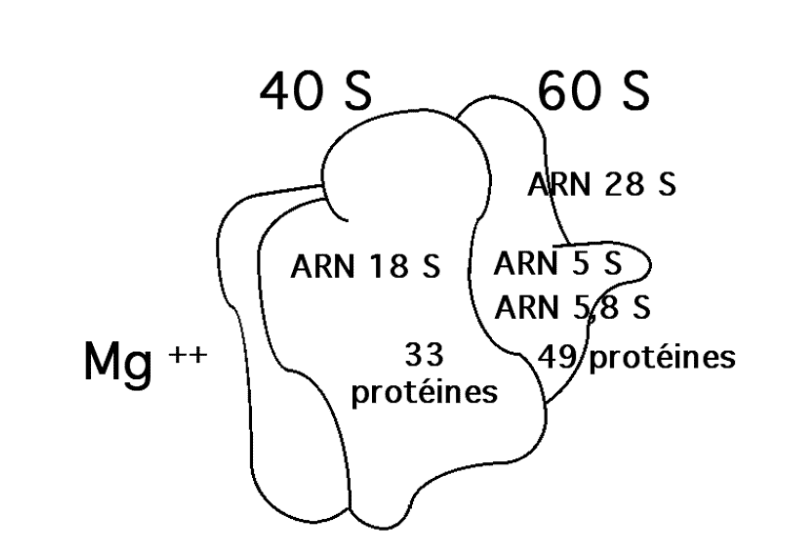 40 S
60 S
ARN 28 S
ARN 18 S
ARN 5 S
ARN 5,8 S
Mg ++
33
protéines
49 protéines